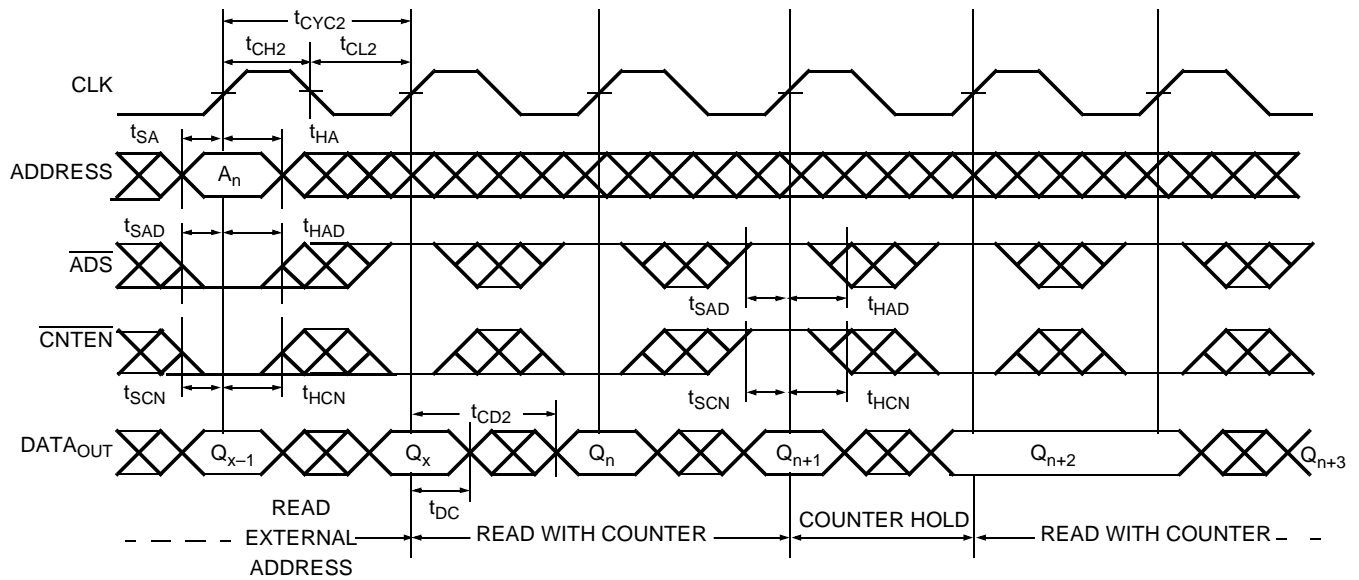 tCYC2
tCH2 tCL2
CLK
tSA tHA
ADDRESS An
tSAD tHAD
ADS
tSAD tHAD
CNTEN
tSCN tHCN tSCN tHCN
tCD2
DATAOUT Qx–1 Qx Qn Qn+1 Qn+2 Qn+3
tDC
READ
EXTERNAL
ADDRESS
READ WITH COUNTER COUNTER HOLD READ WITH COUNTER